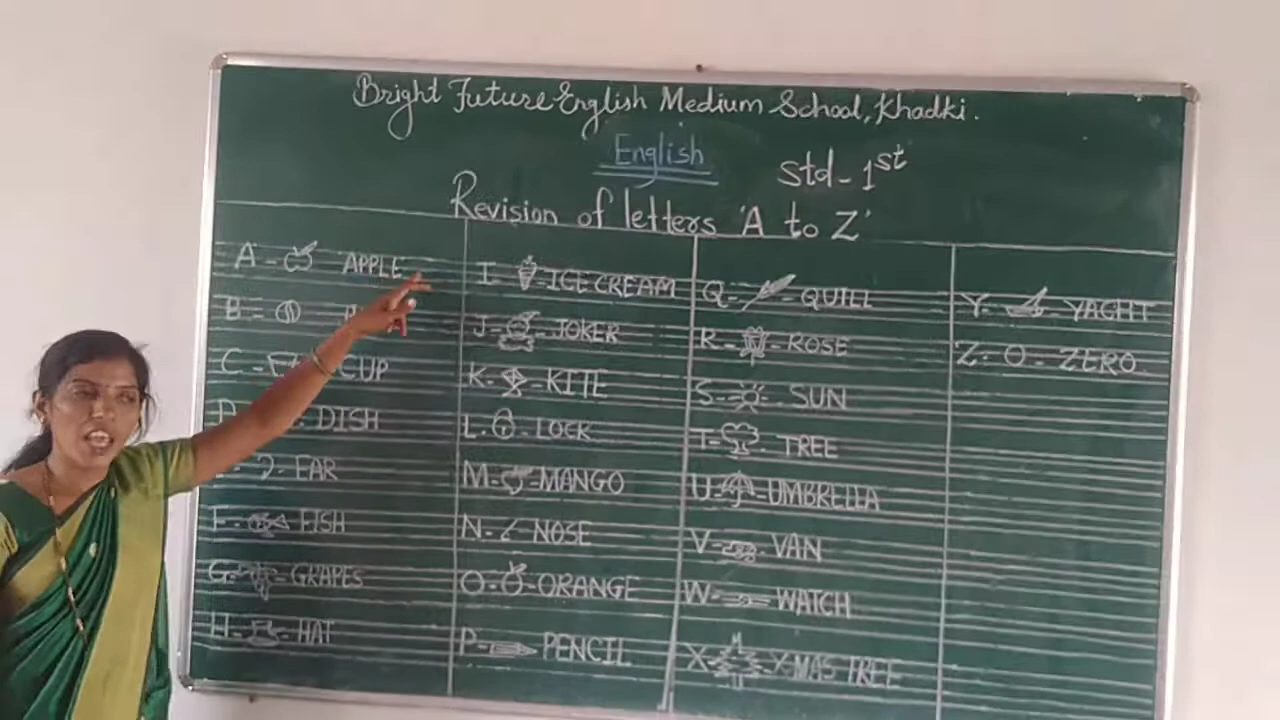 Bright Future English Medium School, Khadki.
English
Std - 1st
Revision of letters 'A to Z'
A - APPLE
B -
C - CUP
D - DISH
- EAR
F - FISH
G - GRAPES
H - HAT
I - ICE CREAM
J - JOKER
K - KITE
L - LOCK
M - MANGO
N - NOSE
O - ORANGE
P - PENCIL
Q - QUILL
R - ROSE
S - SUN
T - TREE
U - UMBRELLA
V - VAN
W - WATCH
X - X-MAS TREE
Y - YAGHT
Z - O - ZERO